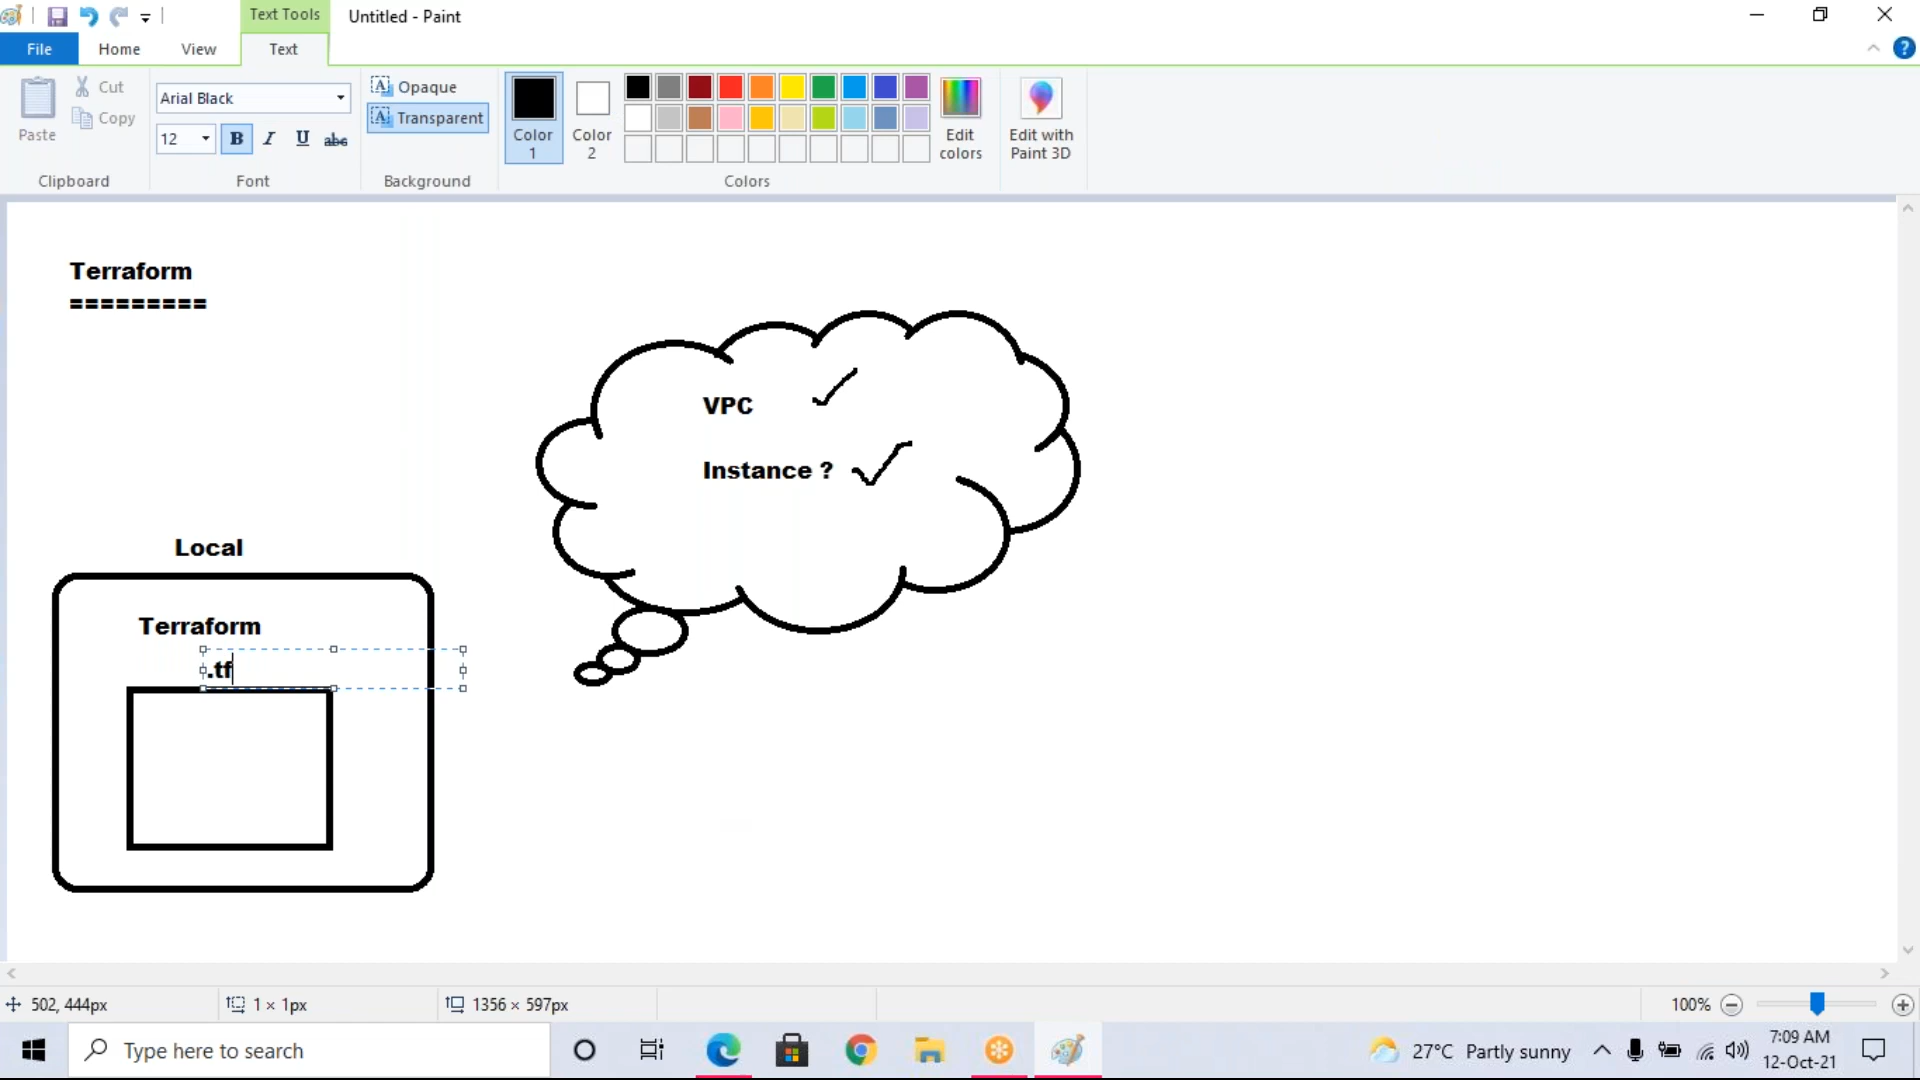 Text Tools
Untitled - Paint
File
Home
View
Text
Paste
Cut
Copy
Clipboard
Arial Black
12
B
I
U
abc
Font
A Opaque
A Transparent
Background
Color 1
Color 2
Edit colors
Colors
Edit with Paint 3D
Terraform
=========
VPC
Instance ?
Local
Terraform
.tf
502, 444px
1 × 1px
1356 × 597px
100%
Type here to search
27°C Partly sunny
7:09 AM
12-Oct-21